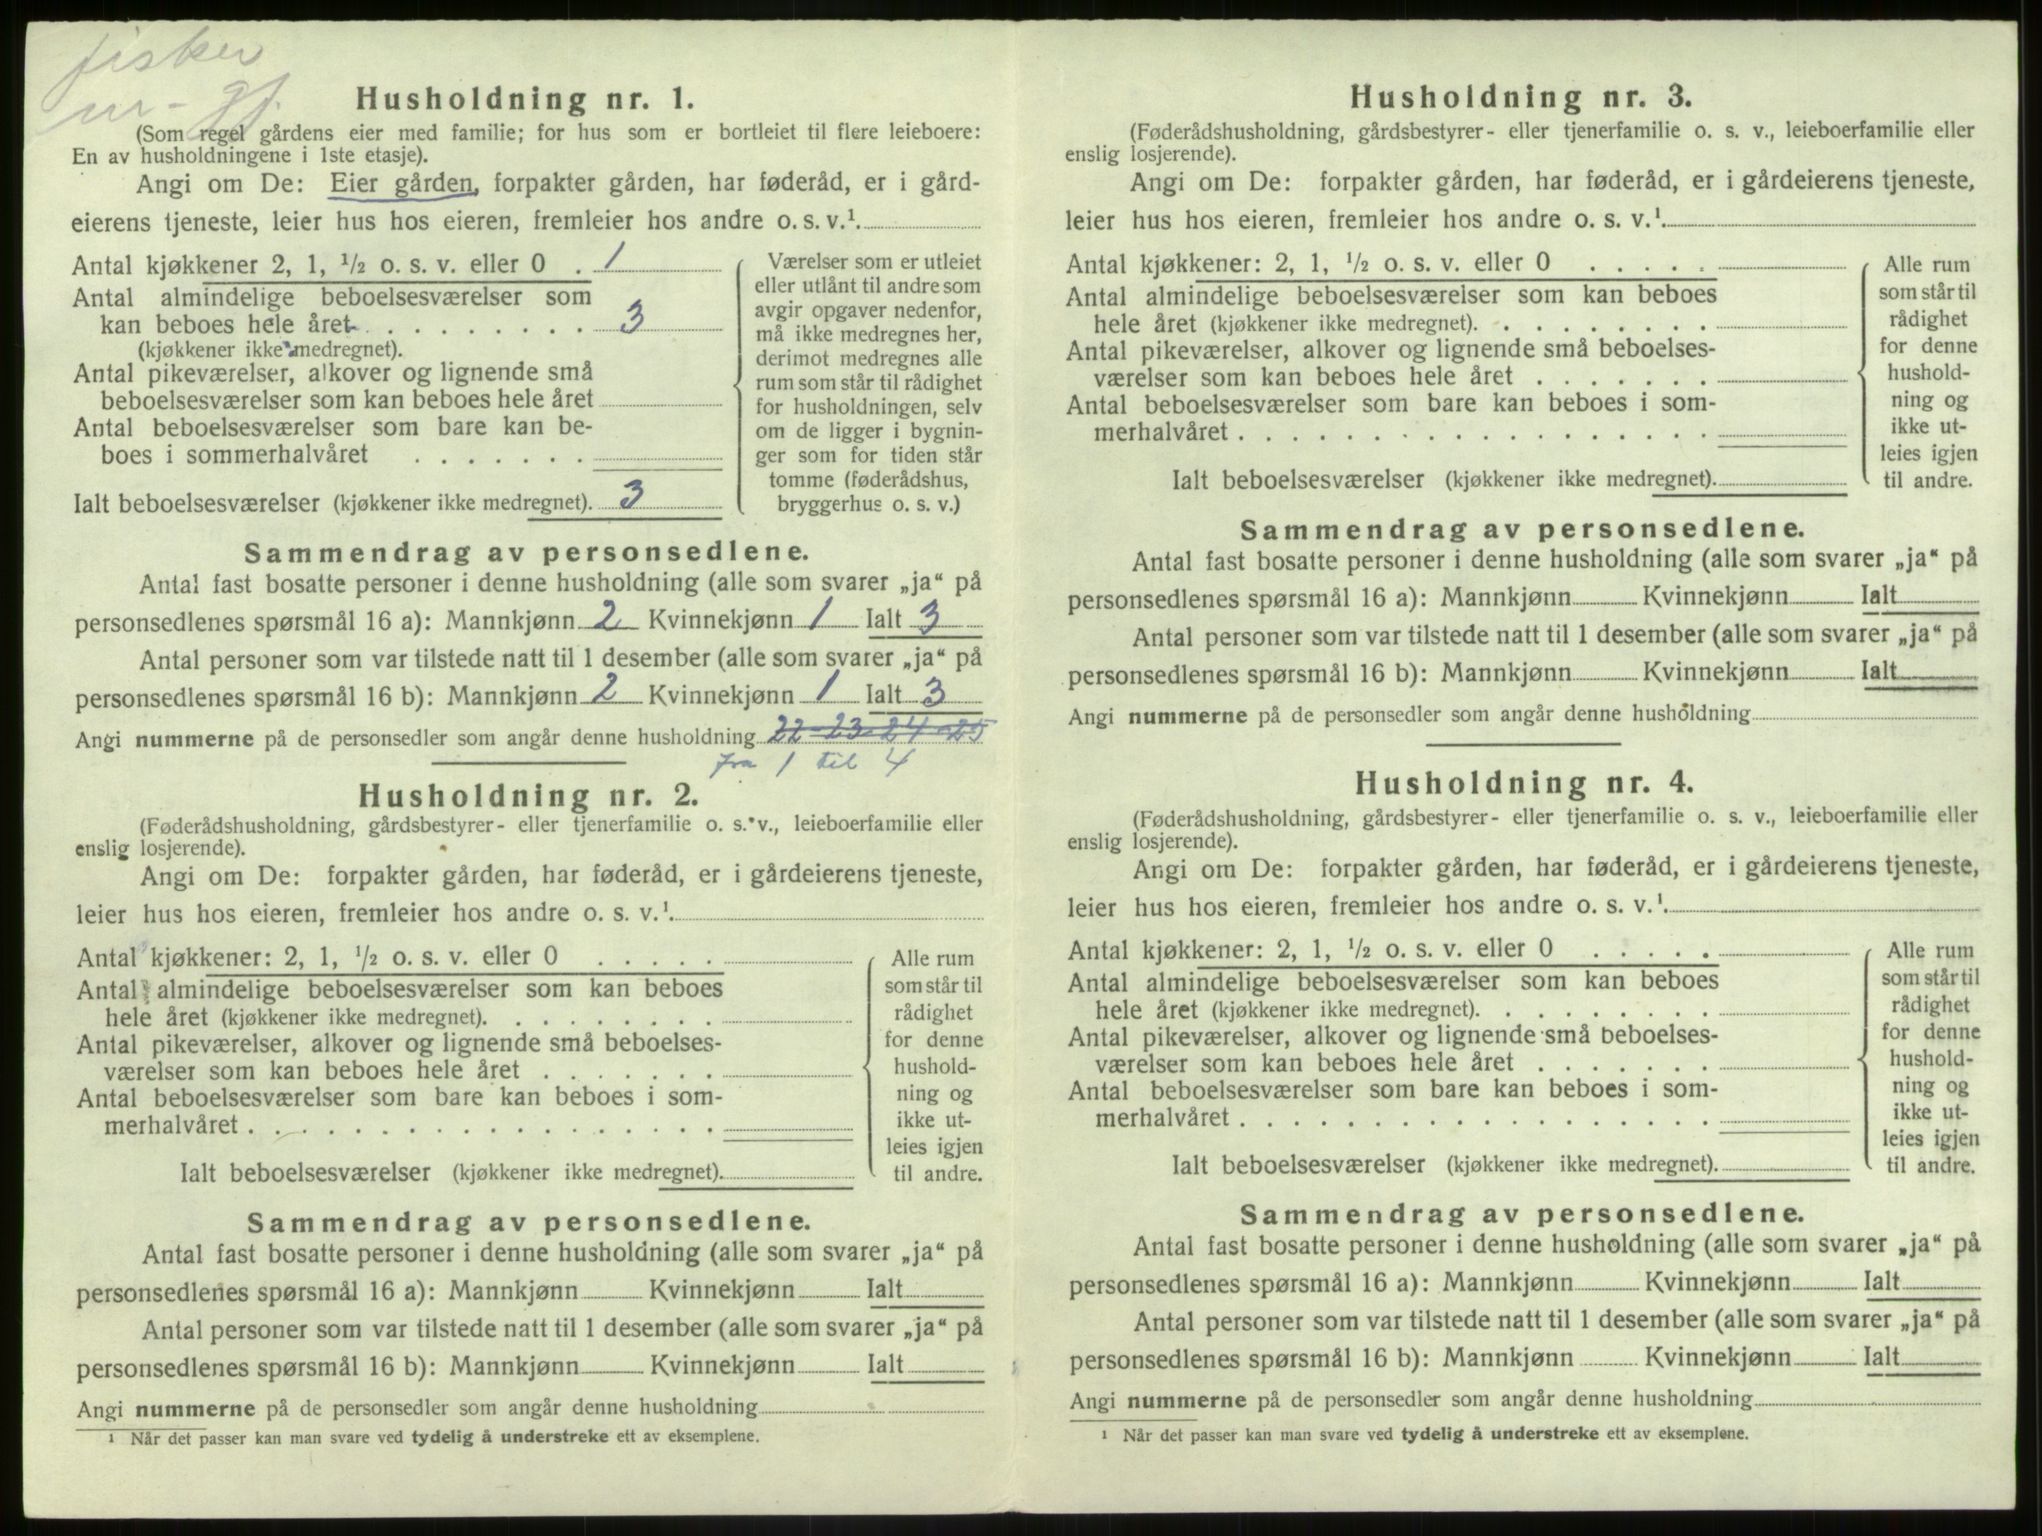 fisker
m - gj.
Husholdning nr. 1.
(Som regel gårdens eier med familie; for hus som er bortleiet til flere leieboere:
En av husholdningene i 1ste etasje).
Angi om De: Eier gården, forpakter gården, har føderåd, er i gård-
eierens tjeneste, leier hus hos eieren, fremleier hos andre o. s. v.¹.
Antal kjøkkener 2, 1, ½ o. s. v. eller 0 . 1
Antal almindelige beboelsesværelser som
kan beboes hele året . . . . . . . . . 3
(kjøkkener ikke medregnet).
Antal pikeværelser, alkover og lignende små
beboelsesværelser som kan beboes hele året
Antal beboelsesværelser som bare kan be-
boes i sommerhalvåret . . . . . . .
Ialt beboelsesværelser (kjøkkener ikke medregnet). 3
Værelser som er utleiet
eller utlånt til andre som
avgir opgaver nedenfor,
må ikke medregnes her,
derimot medregnes alle
rum som står til rådighet
for husholdningen, selv
om de ligger i bygnin-
ger som for tiden står
tomme (føderådshus,
bryggerhus o. s. v.)
Sammendrag av personsedlene.
Antal fast bosatte personer i denne husholdning (alle som svarer „ja“ på
personsedlenes spørsmål 16 a): Mannkjønn 2 Kvinnekjønn 1 Ialt 3
Antal personer som var tilstede natt til 1 desember (alle som svarer „ja“ på
personsedlenes spørsmål 16 b): Mannkjønn 2 Kvinnekjønn 1 Ialt 3
Angi nummerne på de personsedler som angår denne husholdning 22-23-24-25
fra 1 til 4
Husholdning nr. 2.
(Føderådshusholdning, gårdsbestyrer- eller tjenerfamilie o. s. v., leieboerfamilie eller
enslig losjerende).
Angi om De: forpakter gården, har føderåd, er i gårdeierens tjeneste,
leier hus hos eieren, fremleier hos andre o. s. v.¹.
Antal kjøkkener: 2, 1, ½ o. s. v. eller 0 . . . . .
Antal almindelige beboelsesværelser som kan beboes
hele året (kjøkkener ikke medregnet). . . . . . . . .
Antal pikeværelser, alkover og lignende små beboelses-
værelser som kan beboes hele året . . . . . . .
Antal beboelsesværelser som bare kan beboes i som-
merhalvåret . . . . . . . . . . . . . . . . . .
Ialt beboelsesværelser (kjøkkener ikke medregnet).
Alle rum
som står til
rådighet
for denne
hushold-
ning og
ikke ut-
leies igjen
til andre.
Sammendrag av personsedlene.
Antal fast bosatte personer i denne husholdning (alle som svarer „ja“ på
personsedlenes spørsmål 16 a): Mannkjønn Kvinnekjønn Ialt
Antal personer som var tilstede natt til 1 desember (alle som svarer „ja“ på
personsedlenes spørsmål 16 b): Mannkjønn Kvinnekjønn Ialt
Angi nummerne på de personsedler som angår denne husholdning
¹ Når det passer kan man svare ved tydelig å understreke ett av eksemplene.
Husholdning nr. 3.
(Føderådshusholdning, gårdsbestyrer- eller tjenerfamilie o. s. v., leieboerfamilie eller
enslig losjerende).
Angi om De: forpakter gården, har føderåd, er i gårdeierens tjeneste,
leier hus hos eieren, fremleier hos andre o. s. v.¹.
Antal kjøkkener: 2, 1, ½ o. s. v. eller 0 . . . . .
Antal almindelige beboelsesværelser som kan beboes
hele året (kjøkkener ikke medregnet). . . . . . . . .
Antal pikeværelser, alkover og lignende små beboelses-
værelser som kan beboes hele året . . . . . . .
Antal beboelsesværelser som bare kan beboes i som-
merhalvåret . . . . . . . . . . . . . . . . . .
Ialt beboelsesværelser (kjøkkener ikke medregnet).
Alle rum
som står til
rådighet
for denne
hushold-
ning og
ikke ut-
leies igjen
til andre.
Sammendrag av personsedlene.
Antal fast bosatte personer i denne husholdning (alle som svarer „ja“ på
personsedlenes spørsmål 16 a): Mannkjønn Kvinnekjønn Ialt
Antal personer som var tilstede natt til 1 desember (alle som svarer „ja“ på
personsedlenes spørsmål 16 b): Mannkjønn Kvinnekjønn Ialt
Angi nummerne på de personsedler som angår denne husholdning
Husholdning nr. 4.
(Føderådshusholdning, gårdsbestyrer- eller tjenerfamilie o. s. v., leieboerfamilie eller
enslig losjerende).
Angi om De: forpakter gården, har føderåd, er i gårdeierens tjeneste,
leier hus hos eieren, fremleier hos andre o. s. v.¹.
Antal kjøkkener: 2, 1, ½ o. s. v. eller 0 . . . . .
Antal almindelige beboelsesværelser som kan beboes
hele året (kjøkkener ikke medregnet). . . . . . . . .
Antal pikeværelser, alkover og lignende små beboelses-
værelser som kan beboes hele året . . . . . . .
Antal beboelsesværelser som bare kan beboes i som-
merhalvåret . . . . . . . . . . . . . . . . . .
Ialt beboelsesværelser (kjøkkener ikke medregnet).
Alle rum
som står til
rådighet
for denne
hushold-
ning og
ikke ut-
leies igjen
til andre.
Sammendrag av personsedlene.
Antal fast bosatte personer i denne husholdning (alle som svarer „ja“ på
personsedlenes spørsmål 16 a): Mannkjønn Kvinnekjønn Ialt
Antal personer som var tilstede natt til 1 desember (alle som svarer „ja“ på
personsedlenes spørsmål 16 b): Mannkjønn Kvinnekjønn Ialt
Angi nummerne på de personsedler som angår denne husholdning
¹ Når det passer kan man svare ved tydelig å understreke ett av eksemplene.